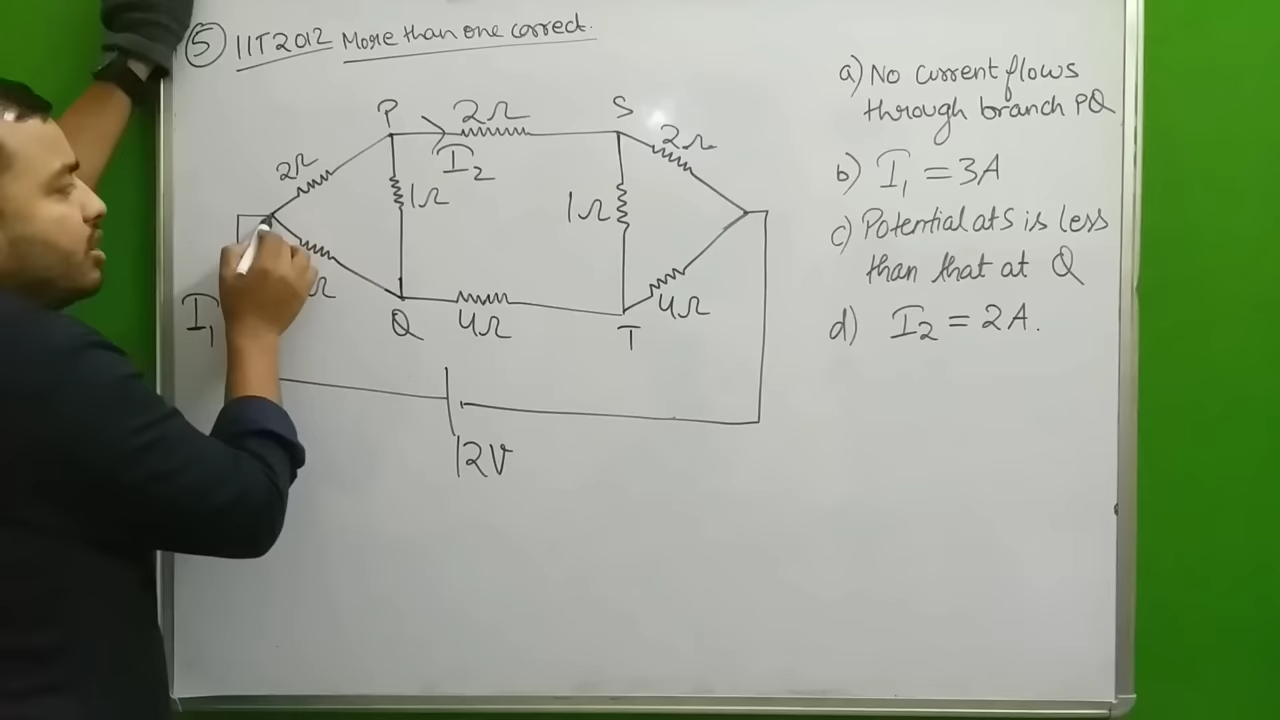 5 IIT2012 More than one correct.
P 2Ω S
2Ω 2Ω
I2
1Ω 1Ω
Ω
I1
Q 4Ω T 4Ω
12V
a) No current flows
through branch PQ
b) I1 = 3A
c) Potential at S is less
than that at Q
d) I2 = 2A.